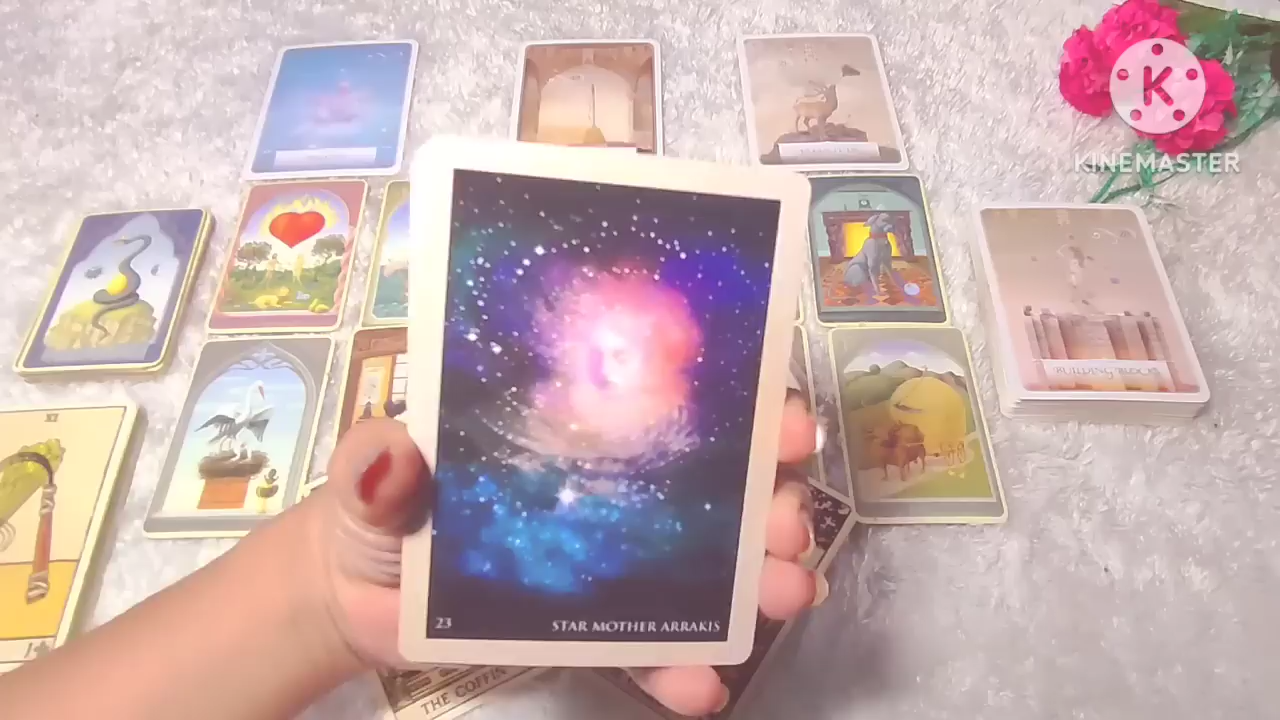 K
KINEMASTER
XI
BUILDING BLOCKS
23
STAR MOTHER ARRAKIS
THE COFFIN